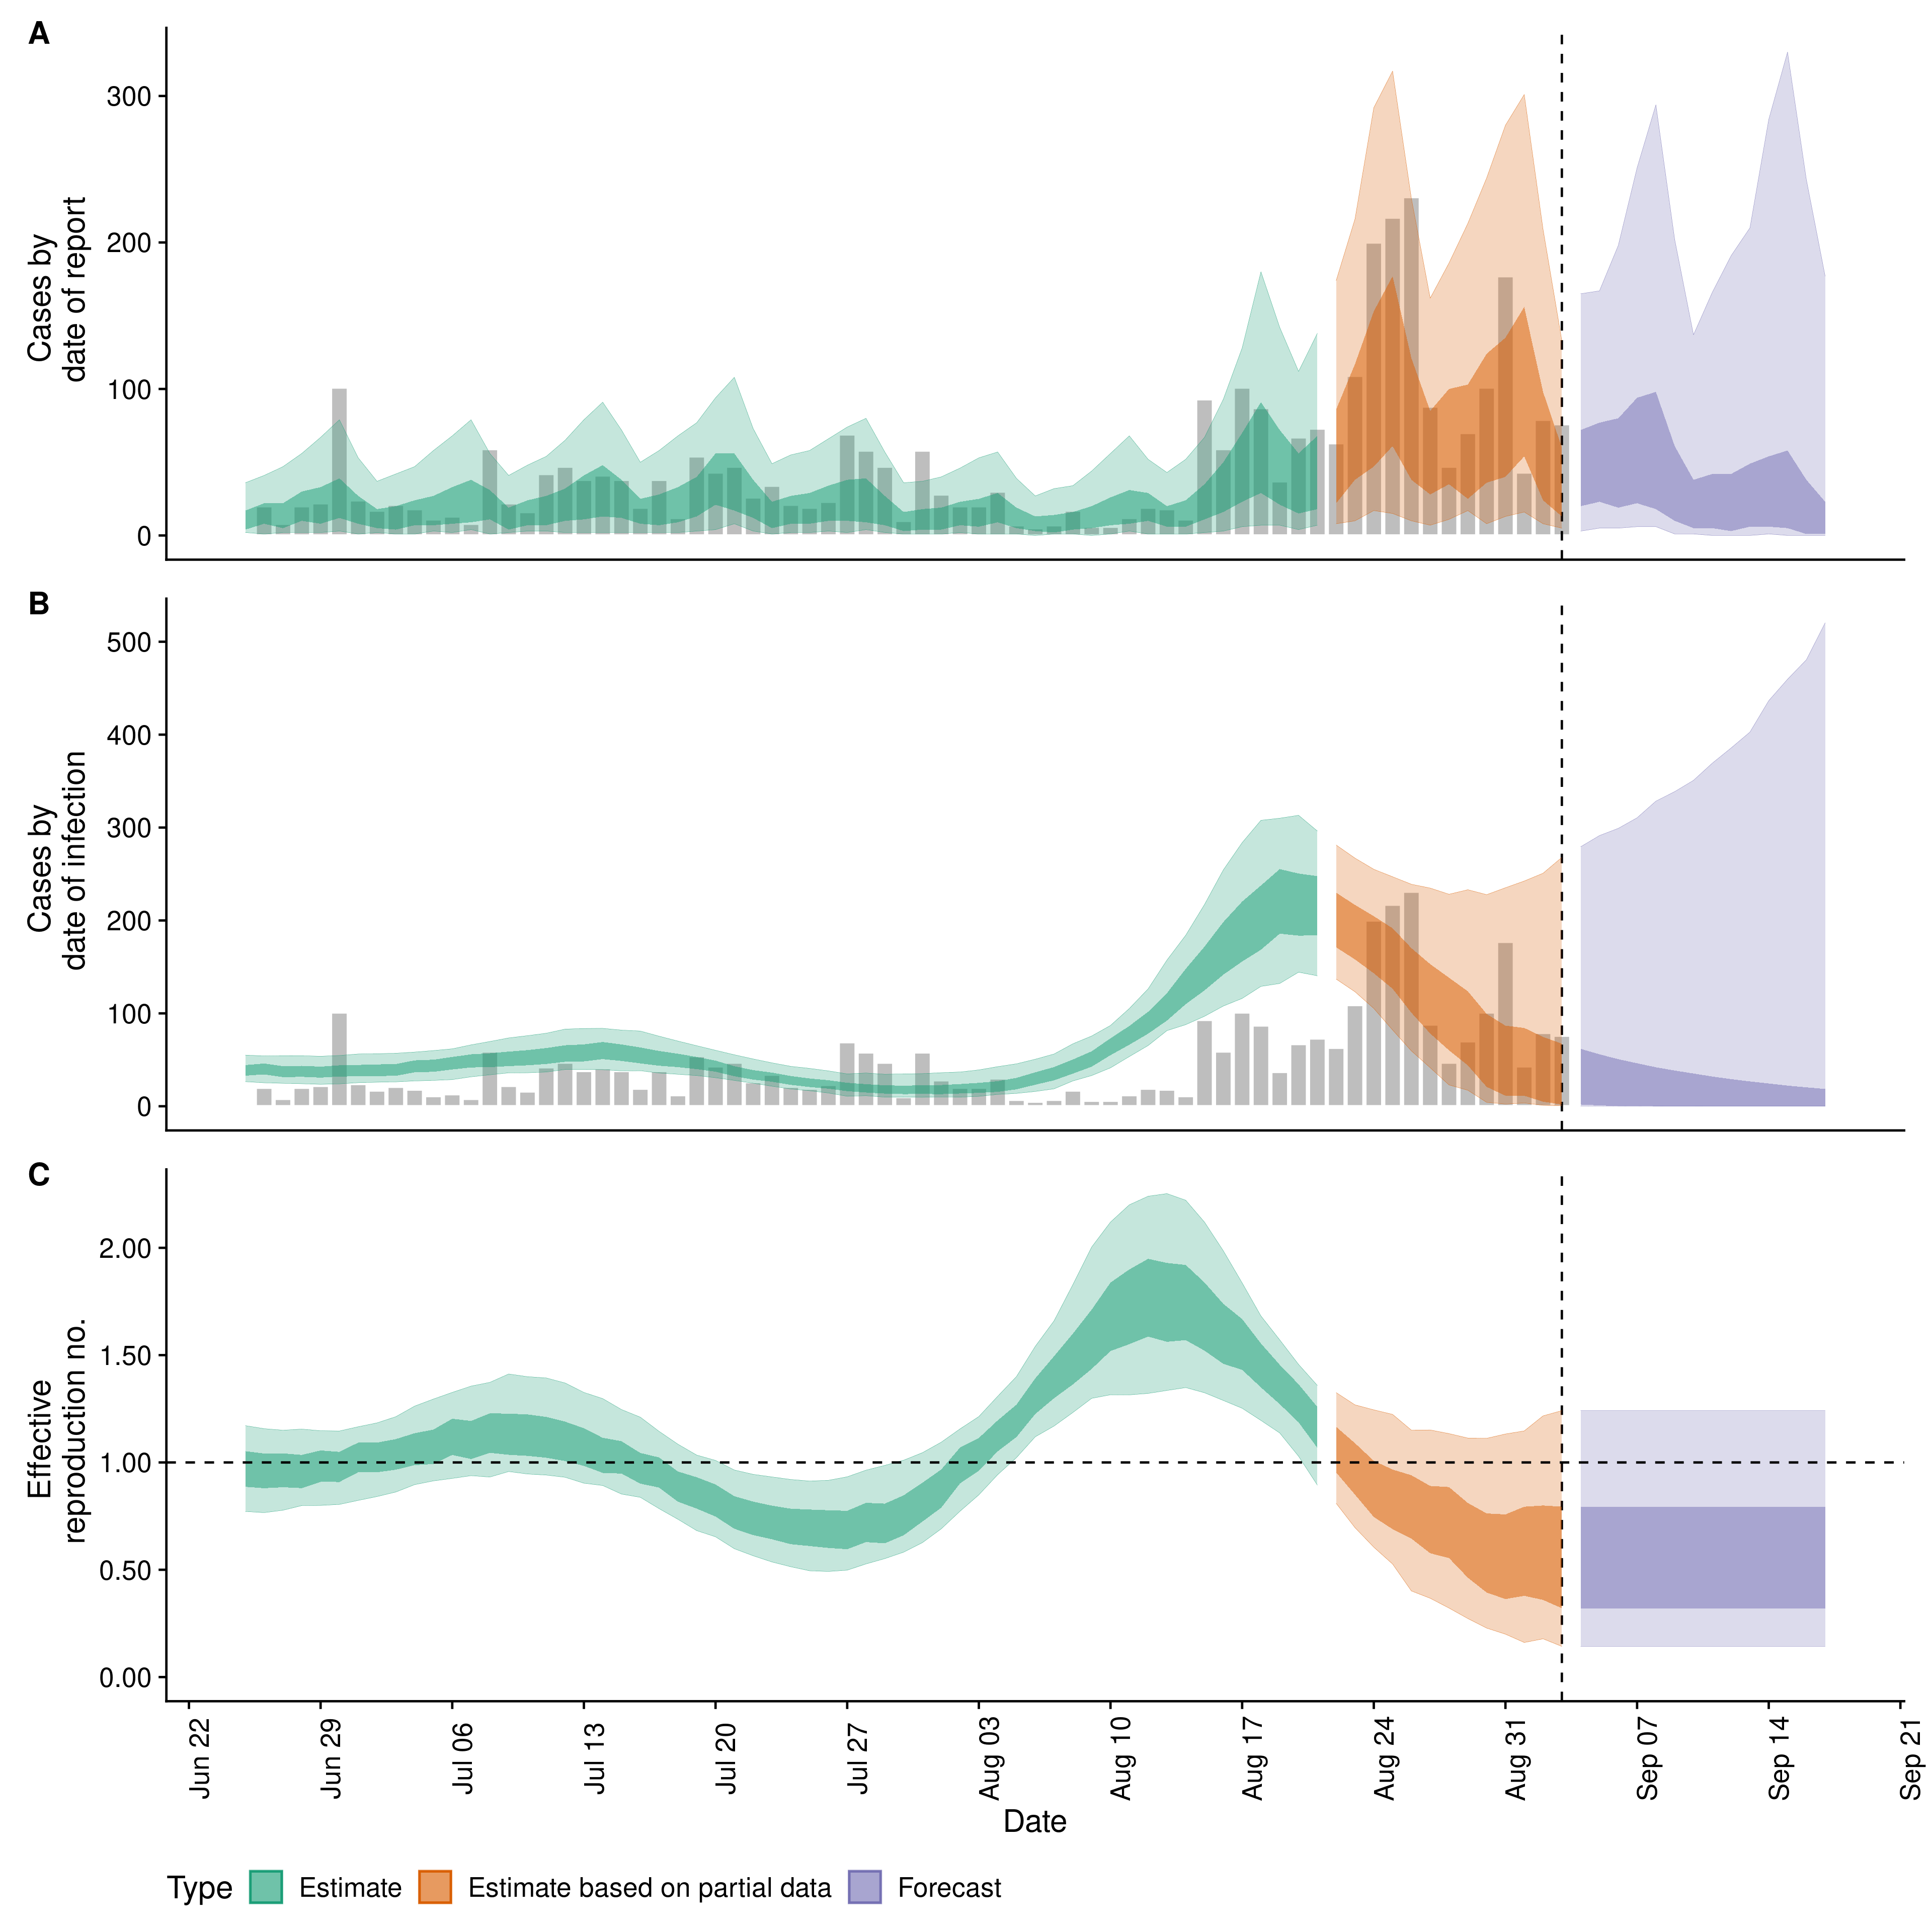 A
Cases by
date of report
300
200
100
0
B
Cases by
date of infection
500
400
300
200
100
0
C
Effective
reproduction no.
2.00
1.50
1.00
0.50
0.00
Jun 22
Jun 29
Jul 06
Jul 13
Jul 20
Jul 27
Aug 03
Aug 10
Aug 17
Aug 24
Aug 31
Sep 07
Sep 14
Sep 21
Date
Type Estimate Estimate based on partial data Forecast